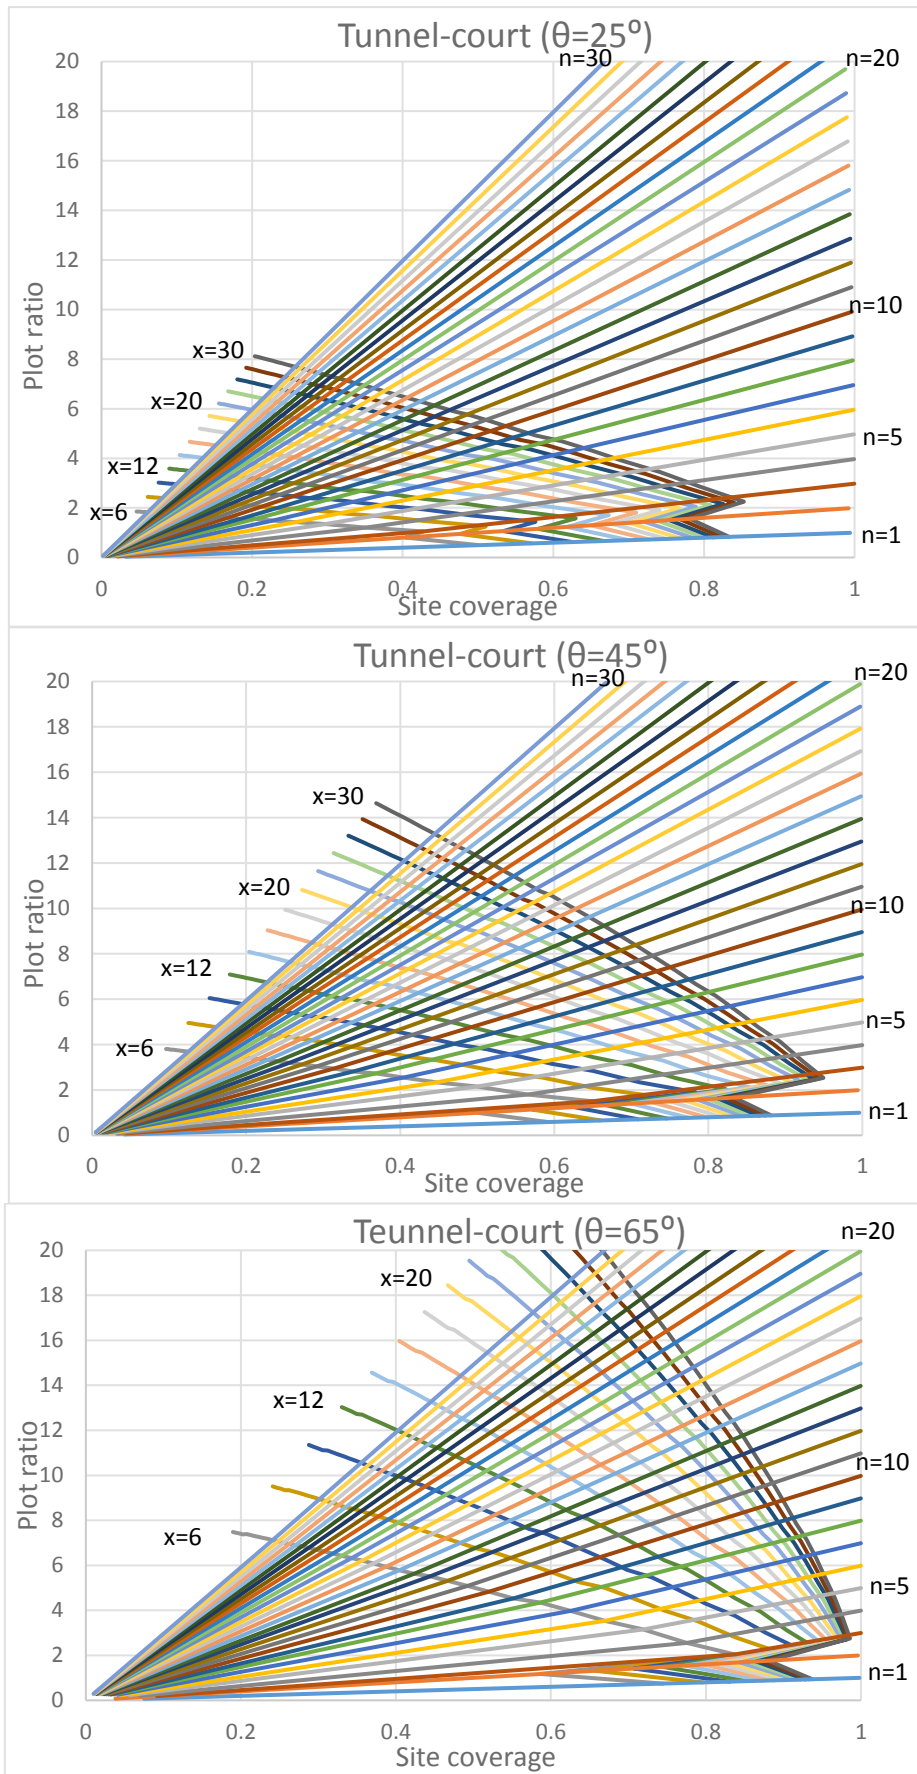 Tunnel-court (θ=25⁰)
n=30
n=20
20
18
16
14
12
10
8
6
4
2
0
Plot ratio
x=30
x=20
x=12
x=6
n=10
n=5
n=1
0 0.2 0.4 0.6 0.8 1
Site coverage
Tunnel-court (θ=45⁰)
n=30
n=20
20
18
16
14
12
10
8
6
4
2
0
Plot ratio
x=30
x=20
x=12
x=6
n=10
n=5
n=1
0 0.2 0.4 0.6 0.8 1
Site coverage
Teunnel-court (θ=65⁰)
n=20
20
18
16
14
12
10
8
6
4
2
0
Plot ratio
x=20
x=12
x=6
n=10
n=5
n=1
0 0.2 0.4 0.6 0.8 1
Site coverage